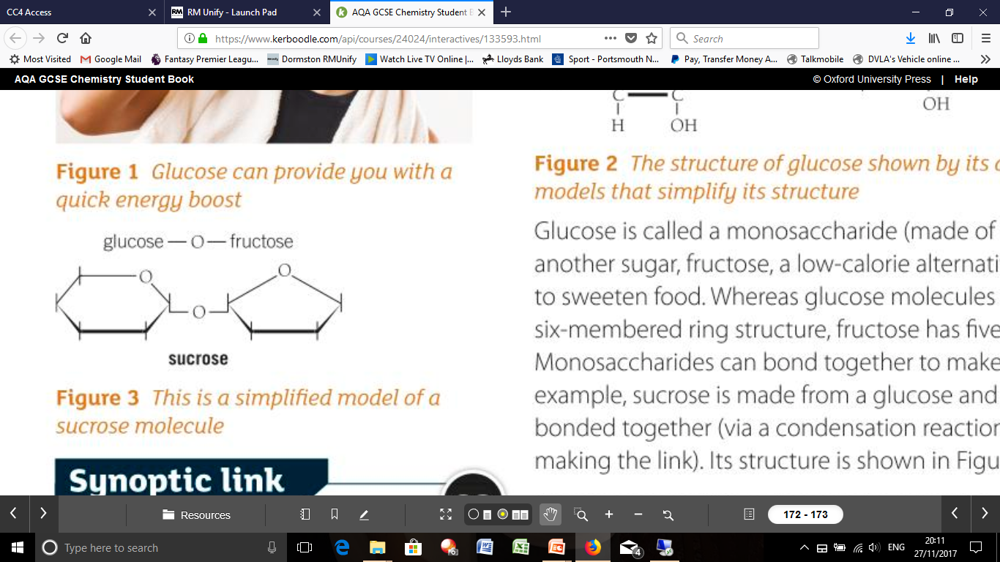 CC4 Access
RM Unify - Launch Pad
AQA GCSE Chemistry Student
https://www.kerboodle.com/api/courses/24024/interactives/133593.html
Search
Most Visited
Google Mail
Fantasy Premier Leagu...
Dormston RMUnify
Watch Live TV Online |...
Lloyds Bank
Sport - Portsmouth N...
Pay, Transfer Money A...
Talkmobile
DVLA's Vehicle online ...
AQA GCSE Chemistry Student Book
© Oxford University Press | Help
C C
H OH
OH
Figure 1 Glucose can provide you with a
quick energy boost
glucose — O — fructose
O O
O
sucrose
Figure 3 This is a simplified model of a
sucrose molecule
Synoptic link
Figure 2 The structure of glucose shown by its
models that simplify its structure
Glucose is called a monosaccharide (made of
another sugar, fructose, a low-calorie alternati
to sweeten food. Whereas glucose molecules
six-membered ring structure, fructose has five
Monosaccharides can bond together to make
example, sucrose is made from a glucose and
bonded together (via a condensation reaction
making the link). Its structure is shown in Figu
Resources
172 - 173
Type here to search
4
ENG
20:11
27/11/2017